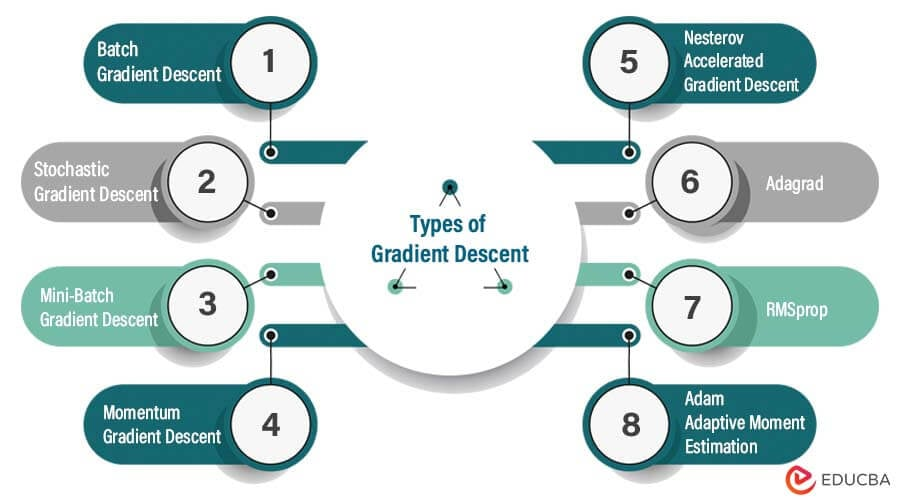 1
Batch
Gradient Descent
2
Stochastic
Gradient Descent
3
Mini-Batch
Gradient Descent
4
Momentum
Gradient Descent
Types of
Gradient Descent
5
Nesterov
Accelerated
Gradient Descent
6
Adagrad
7
RMSprop
8
Adam
Adaptive Moment
Estimation
EDUCBA